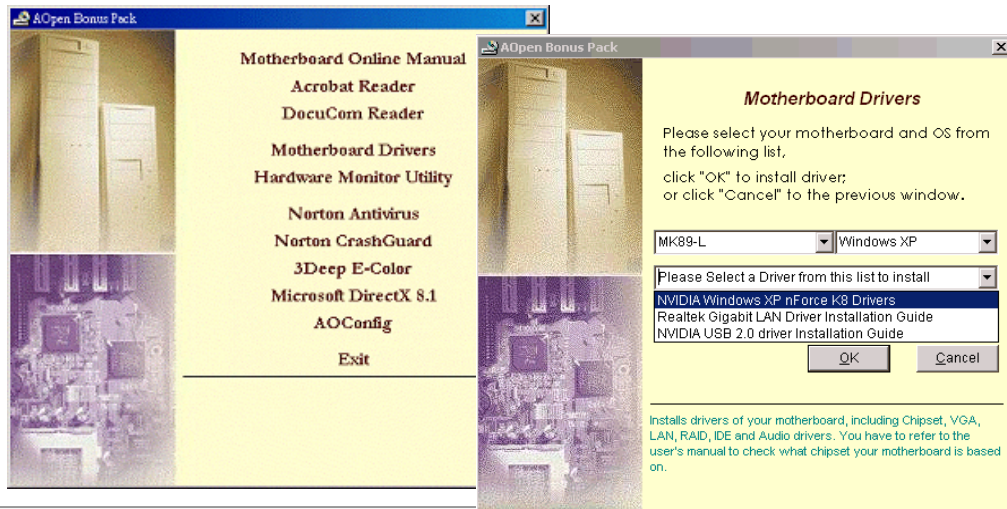 AOpen Bonus Pack
Motherboard Online Manual
Acrobat Reader
DocuCom Reader
Motherboard Drivers
Hardware Monitor Utility
Norton Antivirus
Norton CrashGuard
3Deep E-Color
Microsoft DirectX 8.1
AOConfig
Exit
AOpen Bonus Pack
Motherboard Drivers
Please select your motherboard and OS from
the following list,
click "OK" to install driver;
or click "Cancel" to the previous window.
MK89-L Windows XP
Please Select a Driver from this list to install
NVIDIA Windows XP nForce K8 Drivers
Realtek Gigabit LAN Driver Installation Guide
NVIDIA USB 2.0 driver Installation Guide
OK Cancel
Installs drivers of your motherboard, including Chipset, VGA,
LAN, RAID, IDE and Audio drivers. You have to refer to the
user's manual to check what chipset your motherboard is based
on.